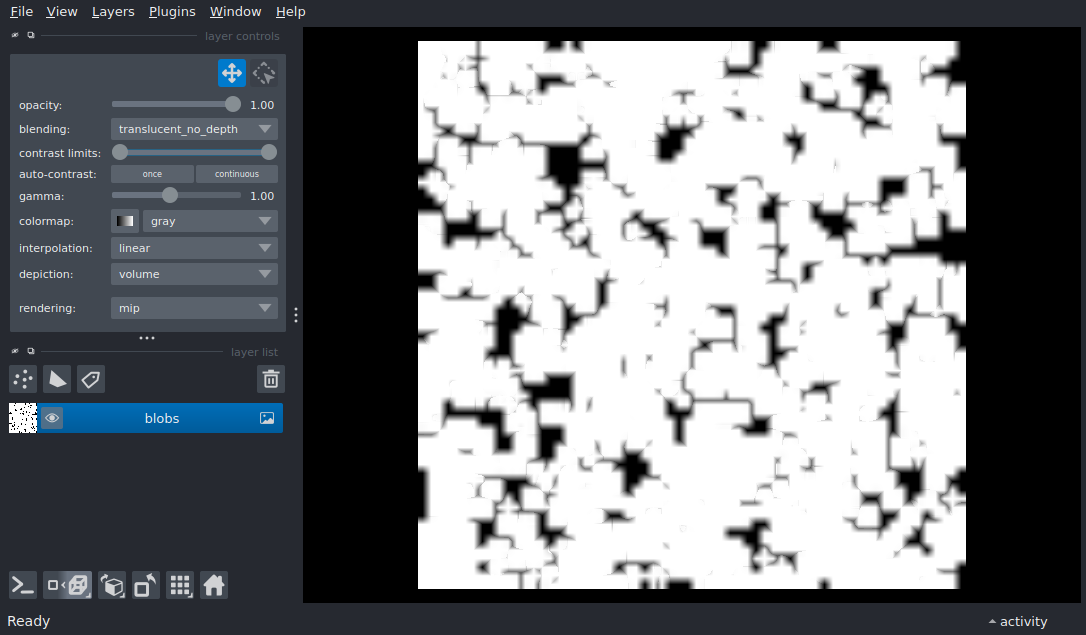 File View Layers Plugins Window Help
layer controls
opacity: 1.00
blending: translucent_no_depth
contrast limits:
auto-contrast: once continuous
gamma: 1.00
colormap: gray
interpolation: linear
depiction: volume
rendering: mip
layer list
blobs
Ready activity